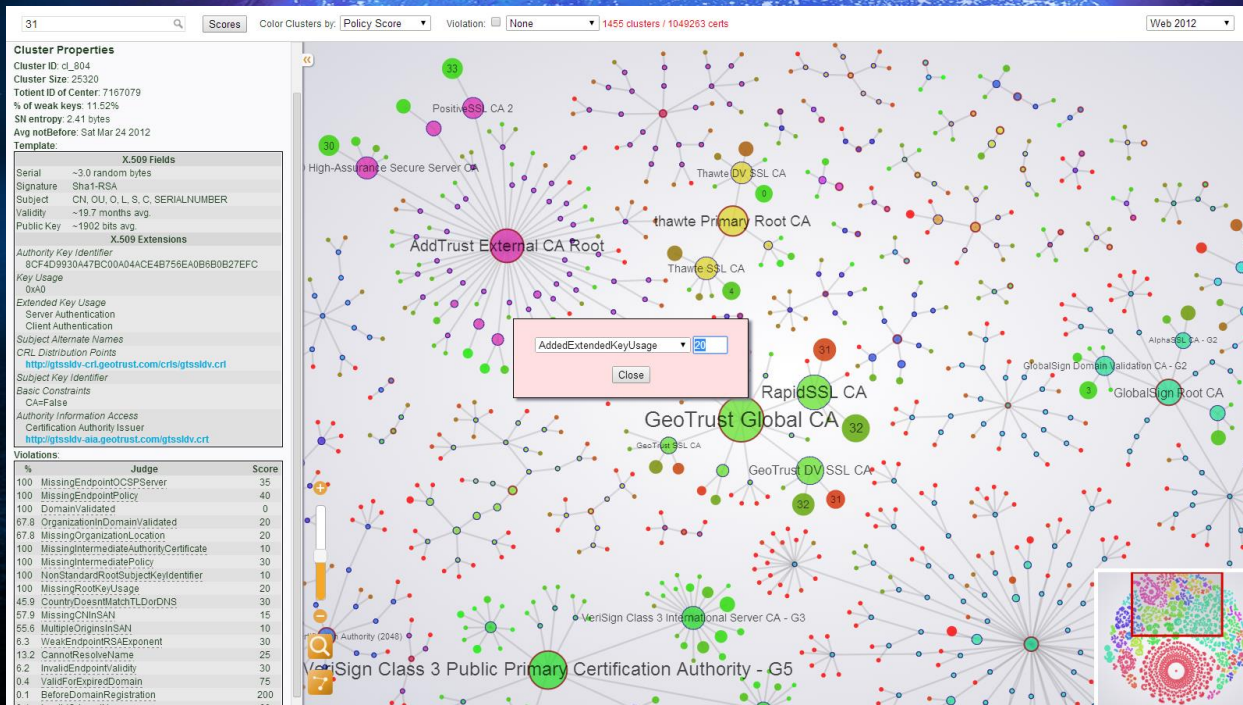 31
Scores
Color Clusters by: Policy Score
Violation: None
1455 clusters / 1049263 certs
Web 2012
Cluster Properties
Cluster ID: cl_804
Cluster Size: 25320
Totient ID of Center: 7167079
% of weak keys: 11.52%
SN entropy: 2.41 bytes
Avg notBefore: Sat Mar 24 2012
Template:
X.509 Fields
Serial ~3.0 random bytes
Signature Sha1-RSA
Subject CN, OU, O, L, S, C, SERIALNUMBER
Validity ~19.7 months avg.
Public Key ~1902 bits avg.
X.509 Extensions
Authority Key Identifier
8CF4D9930A47BC00A04ACE4B756EA0B6B0B27EFC
Key Usage
0xA0
Extended Key Usage
Server Authentication
Client Authentication
Subject Alternate Names
CRL Distribution Points
http://gtssldv-crl.geotrust.com/crls/gtssldv.crl
Subject Key Identifier
Basic Constraints
CA=False
Authority Information Access
Certification Authority Issuer
http://gtssldv-aia.geotrust.com/gtssldv.crt
Violations:
% Judge Score
100 MissingEndpointOCSPServer 35
100 MissingEndpointPolicy 40
100 DomainValidated 0
67.8 OrganizationInDomainValidated 20
67.8 MissingOrganizationLocation 20
100 MissingIntermediateAuthorityCertificate 10
100 MissingIntermediatePolicy 30
100 NonStandardRootSubjectKeyIdentifier 10
100 MissingRootKeyUsage 20
45.9 CountryDoesntMatchTLDorDNS 30
57.9 MissingCNInSAN 15
55.6 MultipleOriginsInSAN 10
6.3 WeakEndpointRSAExponent 30
13.2 CannotResolveName 25
6.2 InvalidEndpointValidity 30
0.4 ValidForExpiredDomain 75
0.1 BeforeDomainRegistration 200
33
PositiveSSL CA 2
30
High-Assurance Secure Server CA
AddTrust External CA Root
Thawte DV SSL CA
0
thawte Primary Root CA
Thawte SSL CA
4
AddedExtendedKeyUsage 20
Close
31
RapidSSL CA
GeoTrust Global CA
32
GeoTrust SSL CA
GeoTrust DV SSL CA
32
31
AlphaSSL CA - G2
GlobalSign Domain Validation CA - G2
3
GlobalSign Root CA
VeriSign Class 3 International Server CA - G3
Authority (2048)
VeriSign Class 3 Public Primary Certification Authority - G5